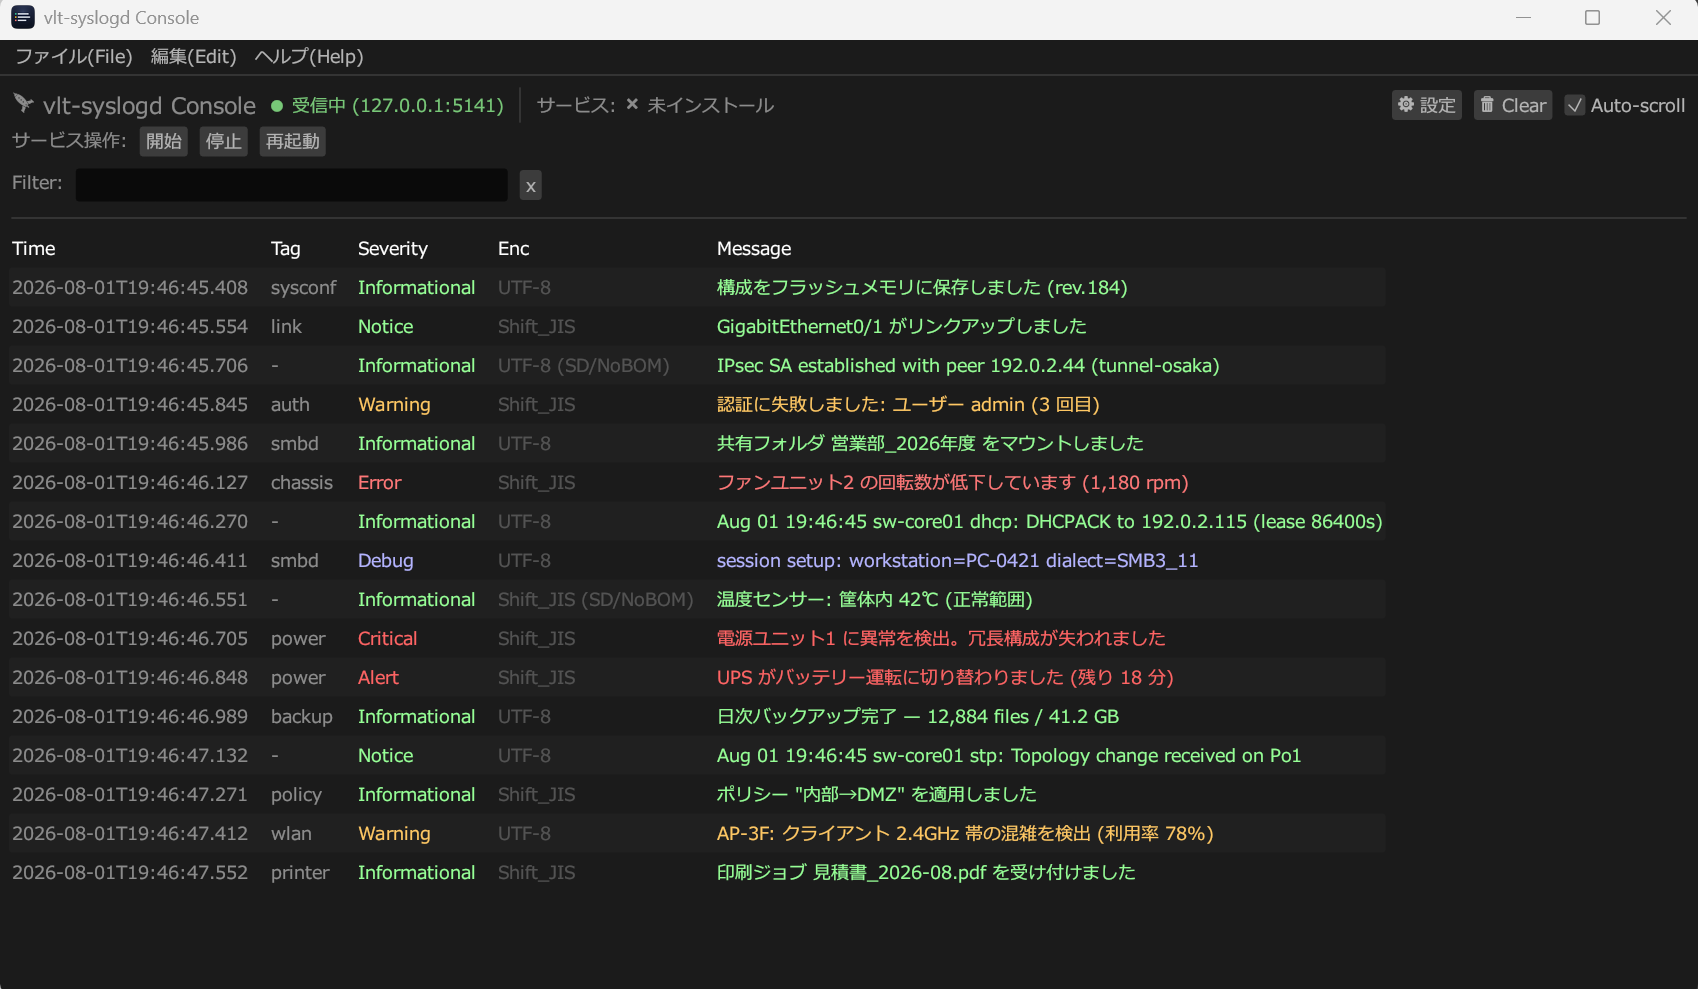 vlt-syslogd Console
ファイル(File) 編集(Edit) ヘルプ(Help)
vlt-syslogd Console ● 受信中 (127.0.0.1:5141) サービス: × 未インストール 設定 Clear Auto-scroll
サービス操作: 開始 停止 再起動
Filter: x
Time Tag Severity Enc Message
2026-08-01T19:46:45.408 sysconf Informational UTF-8 構成をフラッシュメモリに保存しました (rev.184)
2026-08-01T19:46:45.554 link Notice Shift_JIS GigabitEthernet0/1 がリンクアップしました
2026-08-01T19:46:45.706 - Informational UTF-8 (SD/NoBOM) IPsec SA established with peer 192.0.2.44 (tunnel-osaka)
2026-08-01T19:46:45.845 auth Warning Shift_JIS 認証に失敗しました: ユーザー admin (3 回目)
2026-08-01T19:46:45.986 smbd Informational UTF-8 共有フォルダ 営業部_2026年度 をマウントしました
2026-08-01T19:46:46.127 chassis Error Shift_JIS ファンユニット2 の回転数が低下しています (1,180 rpm)
2026-08-01T19:46:46.270 - Informational UTF-8 Aug 01 19:46:45 sw-core01 dhcp: DHCPACK to 192.0.2.115 (lease 86400s)
2026-08-01T19:46:46.411 smbd Debug UTF-8 session setup: workstation=PC-0421 dialect=SMB3_11
2026-08-01T19:46:46.551 - Informational Shift_JIS (SD/NoBOM) 温度センサー: 筐体内 42℃ (正常範囲)
2026-08-01T19:46:46.705 power Critical Shift_JIS 電源ユニット1 に異常を検出。冗長構成が失われました
2026-08-01T19:46:46.848 power Alert Shift_JIS UPS がバッテリー運転に切り替わりました (残り 18 分)
2026-08-01T19:46:46.989 backup Informational UTF-8 日次バックアップ完了 — 12,884 files / 41.2 GB
2026-08-01T19:46:47.132 - Notice UTF-8 Aug 01 19:46:45 sw-core01 stp: Topology change received on Po1
2026-08-01T19:46:47.271 policy Informational Shift_JIS ポリシー "内部→DMZ" を適用しました
2026-08-01T19:46:47.412 wlan Warning UTF-8 AP-3F: クライアント 2.4GHz 帯の混雑を検出 (利用率 78%)
2026-08-01T19:46:47.552 printer Informational Shift_JIS 印刷ジョブ 見積書_2026-08.pdf を受け付けました